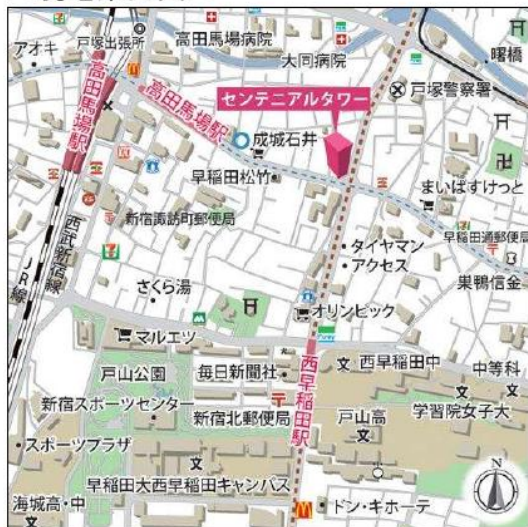 戸塚出張所
高田馬場病院
アオキ
大同病院
曙橋
センテニアルタワー
戸塚警察署
高田馬場駅
高田馬場駅
成城石井
早稲田松竹
まいばすけっと
新宿諏訪町郵便局
早稲田通郵便局
タイヤマン
アクセス
巣鴨信金
西武新宿線
JR線
さくら湯
オリンピック
マルエツ
西早稲田中
中等科
戸山公園
毎日新聞社
西早稲田駅
新宿スポーツセンター
新宿北郵便局
戸山高
学習院女子大
スポーツプラザ
早稲田大西早稲田キャンパス
海城高・中
ドン・キホーテ
N